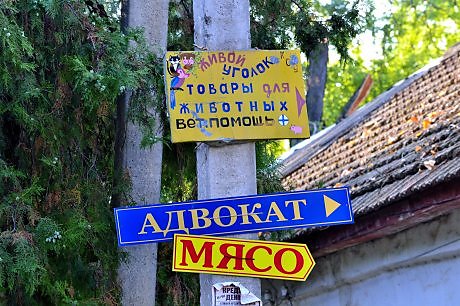 ЖИВОЙ
УГОЛОК
ТОВАРЫ ДЛЯ
ЖИВОТНЫХ
ВЕТ.ПОМОЩЬ
АДВОКАТ
МЯСО